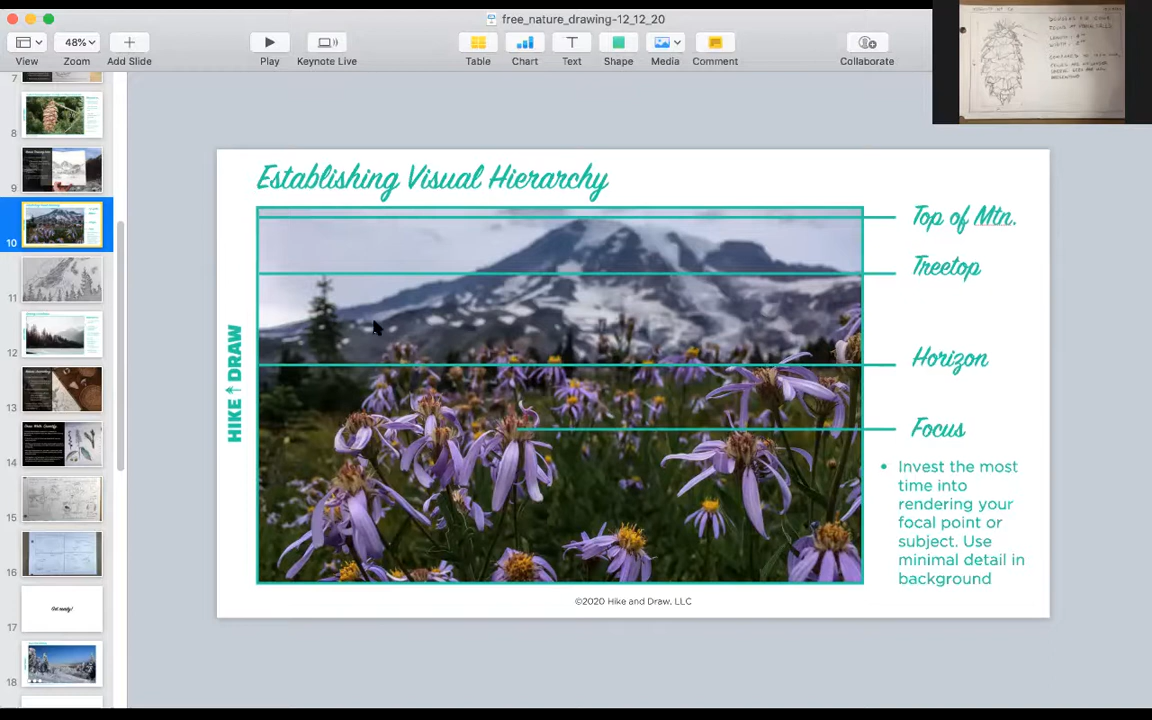 free_nature_drawing-12_12_20
48%
View
Zoom
Add Slide
Play
Keynote Live
Table
Chart
Text
Shape
Media
Comment
Collaborate
7
8
9
10
11
12
13
14
15
16
17
18
Get ready!
Establishing Visual Hierarchy
Top of Mtn.
Treetop
Horizon
Focus
HIKE DRAW
• Invest the most
time into
rendering your
focal point or
subject. Use
minimal detail in
background
©2020 Hike and Draw, LLC